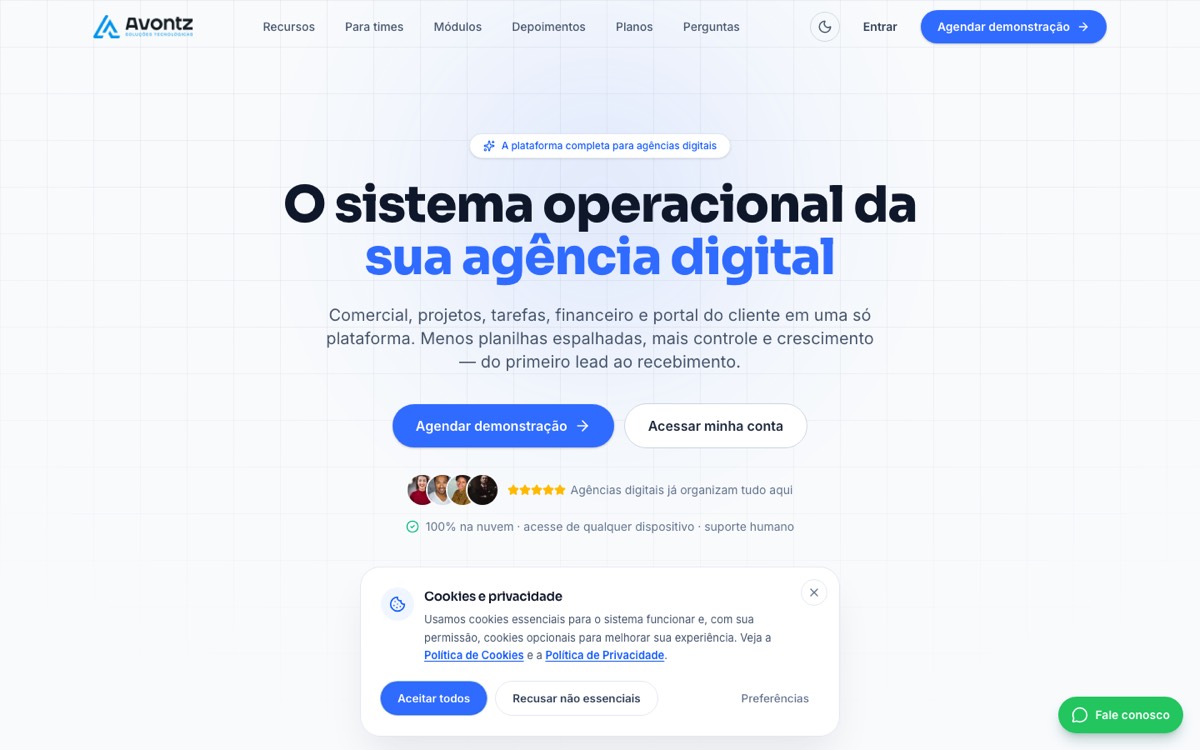 Avontz
SOLUÇÕES TECNOLÓGICAS
Recursos
Para times
Módulos
Depoimentos
Planos
Perguntas
Entrar
Agendar demonstração
A plataforma completa para agências digitais
O sistema operacional da
sua agência digital
Comercial, projetos, tarefas, financeiro e portal do cliente em uma só
plataforma. Menos planilhas espalhadas, mais controle e crescimento
— do primeiro lead ao recebimento.
Agendar demonstração
Acessar minha conta
Agências digitais já organizam tudo aqui
100% na nuvem · acesse de qualquer dispositivo · suporte humano
Cookies e privacidade
Usamos cookies essenciais para o sistema funcionar e, com sua
permissão, cookies opcionais para melhorar sua experiência. Veja a
Política de Cookies e a Política de Privacidade.
Aceitar todos
Recusar não essenciais
Preferências
Fale conosco